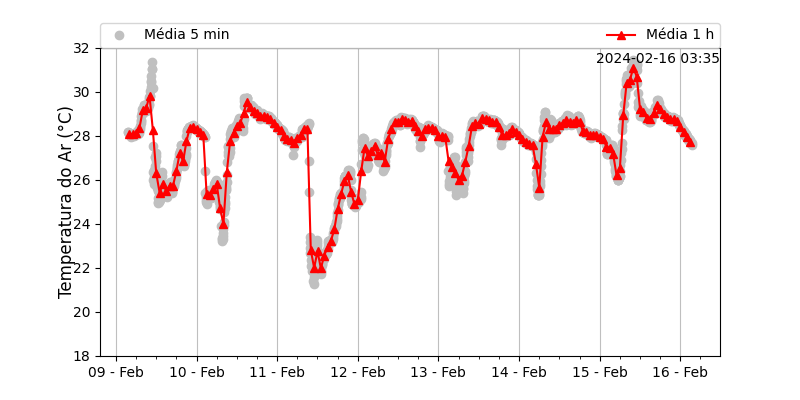 Média 5 min
Média 1 h
2024-02-16 03:35
Temperatura do Ar (°C)
32
30
28
26
24
22
20
18
09 - Feb
10 - Feb
11 - Feb
12 - Feb
13 - Feb
14 - Feb
15 - Feb
16 - Feb